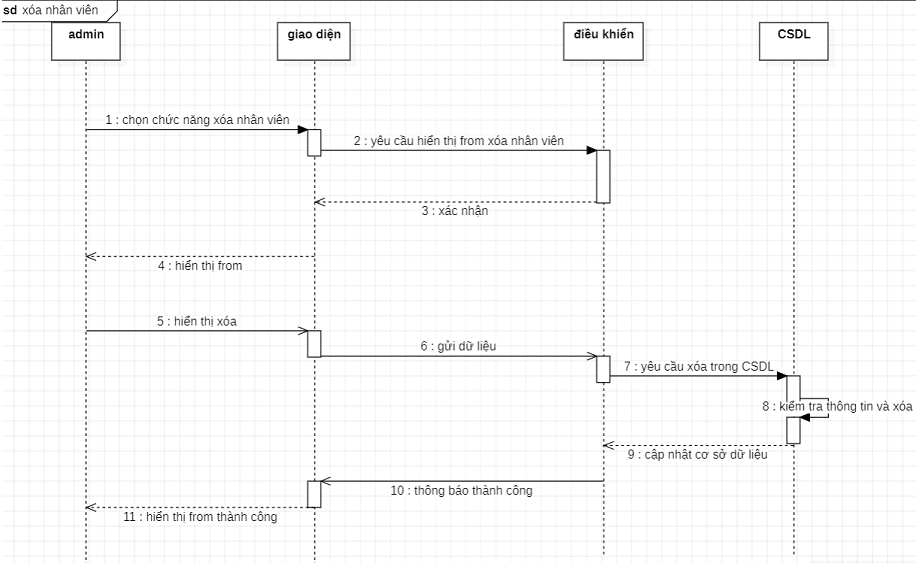 sd xóa nhân viên
admin
giao diện
điều khiển
CSDL
1 : chọn chức năng xóa nhân viên
2 : yêu cầu hiển thị from xóa nhân viên
3 : xác nhận
4 : hiển thị from
5 : hiển thị xóa
6 : gửi dữ liệu
7 : yêu cầu xóa trong CSDL
8 : kiểm tra thông tin và xóa
9 : cập nhật cơ sở dữ liệu
10 : thông báo thành công
11 : hiển thị from thành công